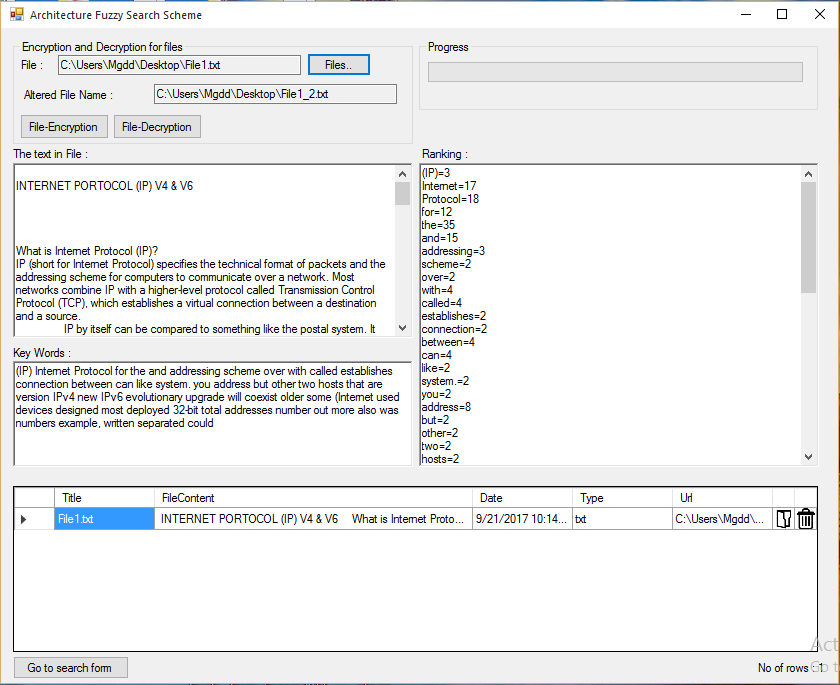 Architecture Fuzzy Search Scheme
Encryption and Decryption for files
File :
C:\Users\Mgdd\Desktop\File1.txt
Files..
Altered File Name :
C:\Users\Mgdd\Desktop\File1_2.txt
File-Encryption
File-Decryption
Progress
The text in File :
INTERNET PORTOCOL (IP) V4 & V6
What is Internet Protocol (IP)?
IP (short for Internet Protocol) specifies the technical format of packets and the
addressing scheme for computers to communicate over a network. Most
networks combine IP with a higher-level protocol called Transmission Control
Protocol (TCP), which establishes a virtual connection between a destination
and a source.
IP by itself can be compared to something like the postal system. It
Key Words :
(IP) Internet Protocol for the and addressing scheme over with called establishes
connection between can like system. you address but other two hosts that are
version IPv4 new IPv6 evolutionary upgrade will coexist older some (Internet used
devices designed most deployed 32-bit total addresses number out more also was
numbers example, written separated could
Ranking :
(IP)=3
Internet=17
Protocol=18
for=12
the=35
and=15
addressing=3
scheme=2
over=2
with=4
called=4
establishes=2
connection=2
between=4
can=4
like=2
system.=2
you=2
address=8
but=2
other=2
two=2
hosts=2
Title FileContent Date Type Url
File1.txt INTERNET PORTOCOL (IP) V4 & V6 What is Internet Proto... 9/21/2017 10:14... txt C:\Users\Mgdd\...
Go to search form
No of rows : 1